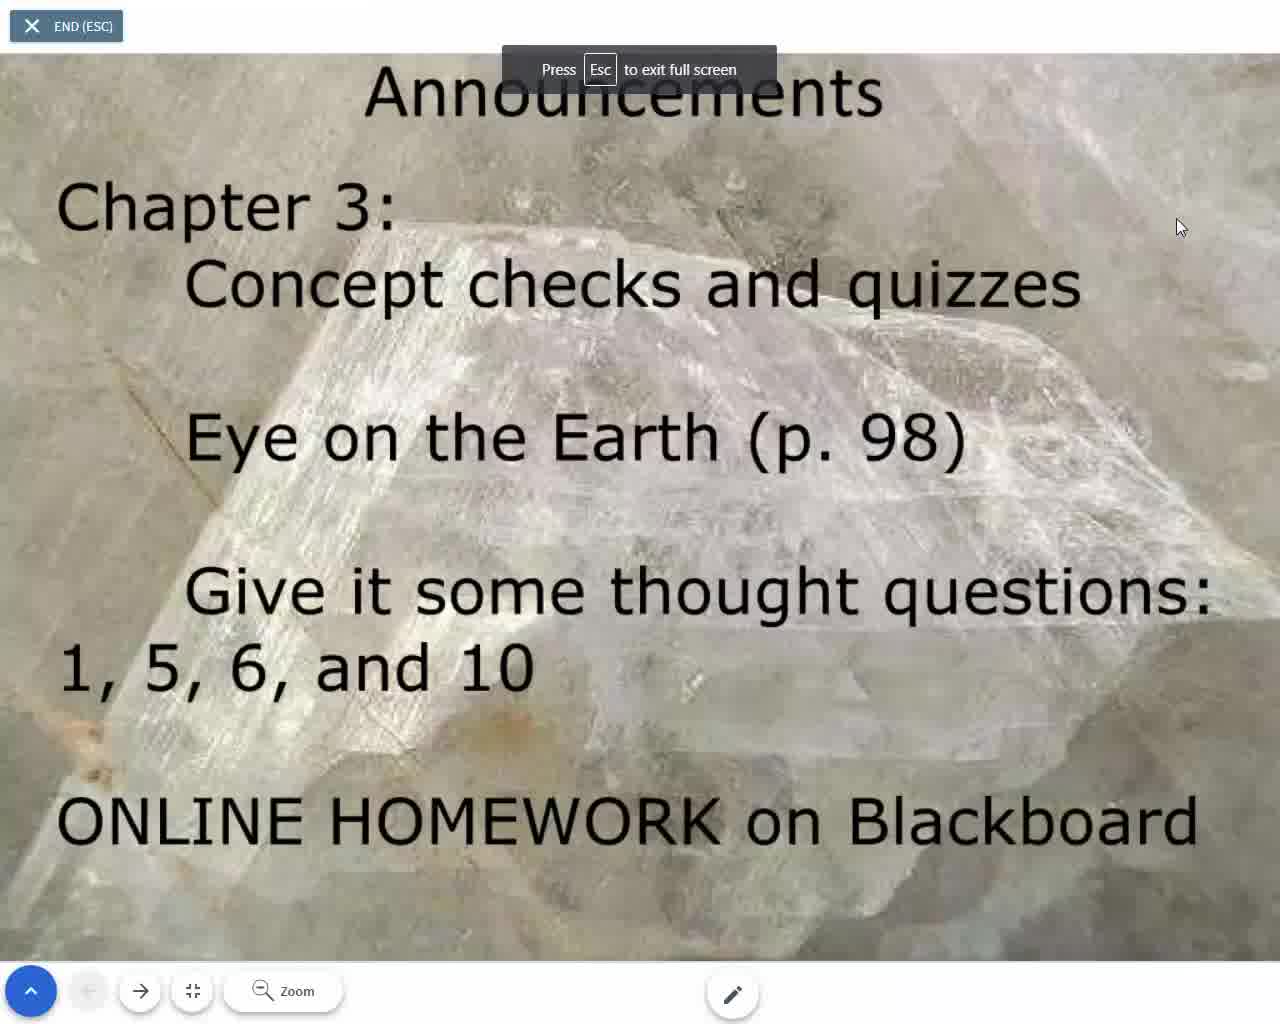 END (ESC)
Press Esc to exit full screen
Announcements
Chapter 3:
Concept checks and quizzes
Eye on the Earth (p. 98)
Give it some thought questions:
1, 5, 6, and 10
ONLINE HOMEWORK on Blackboard
Zoom